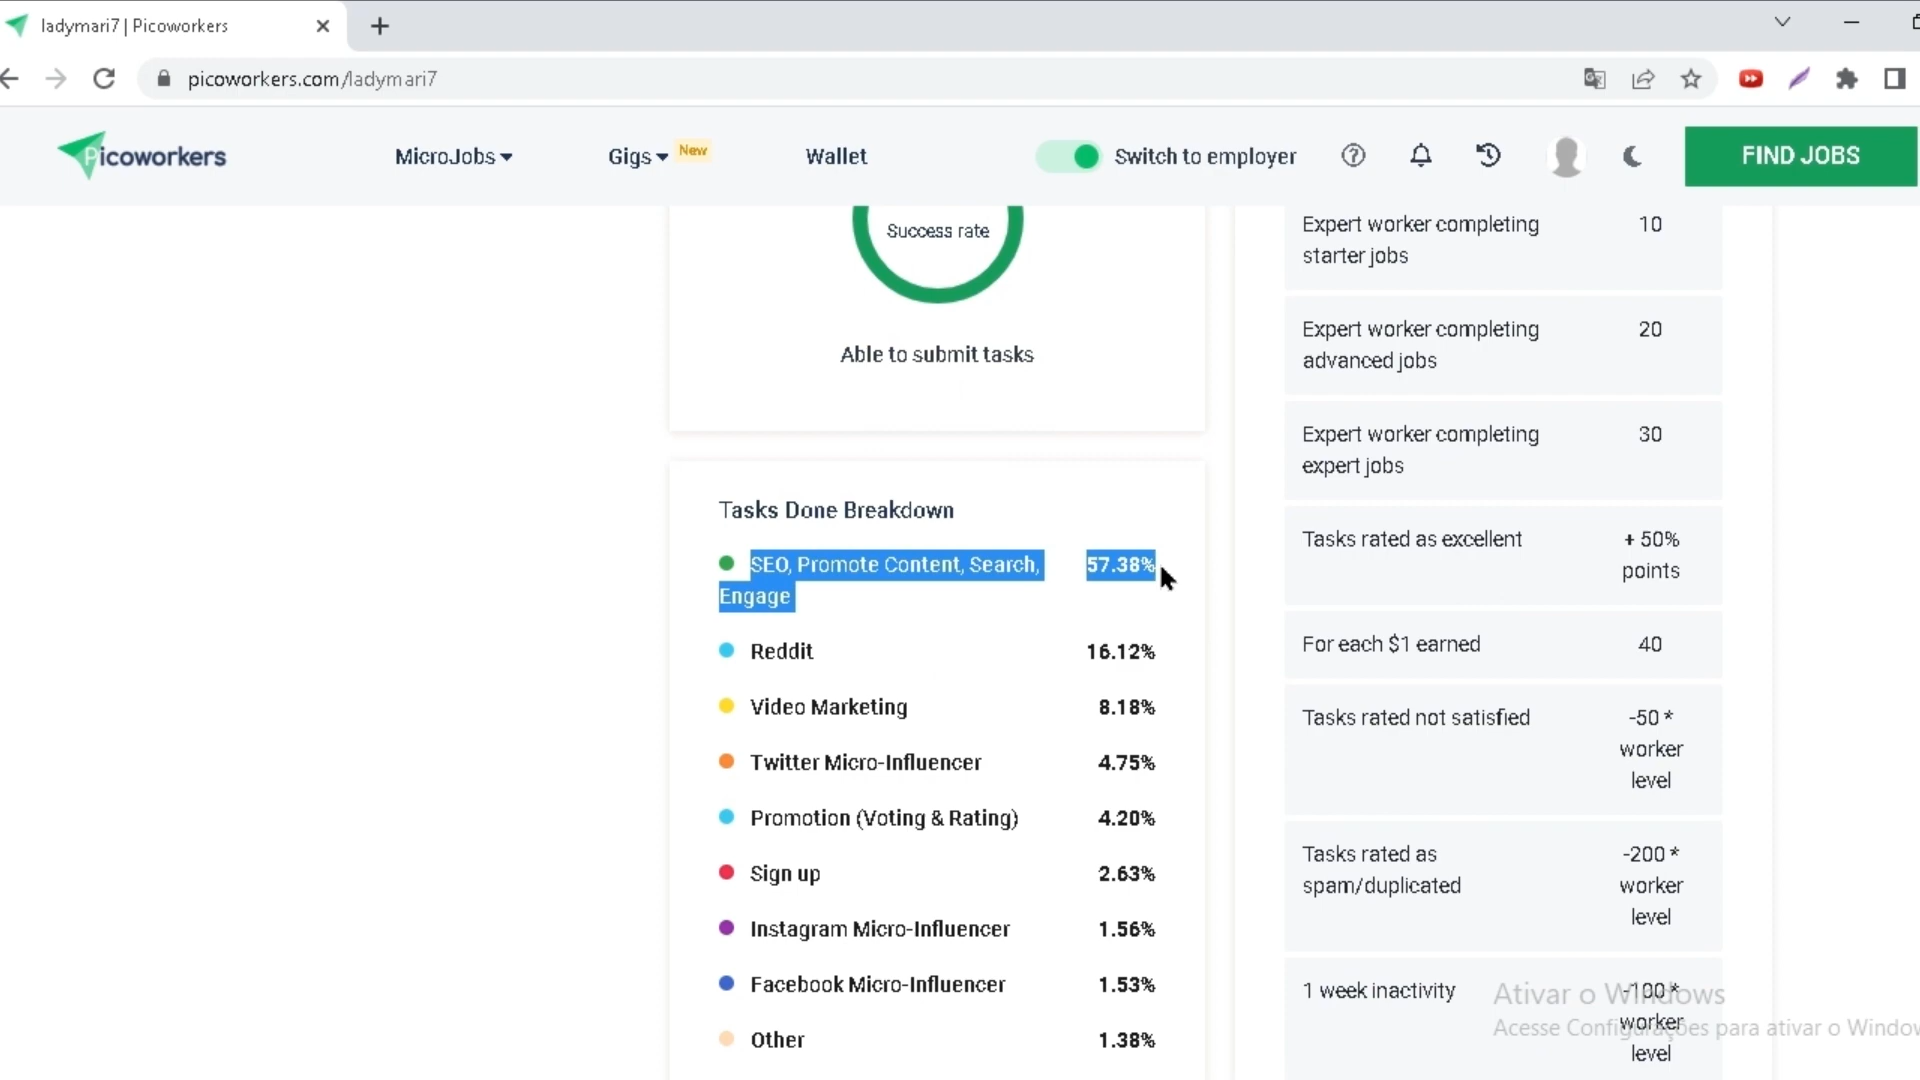 ladymari7 | Picoworkers
picoworkers.com/ladymari7
Picoworkers
MicroJobs
Gigs
New
Wallet
Switch to employer
FIND JOBS
Success rate
Able to submit tasks
Tasks Done Breakdown
SEO, Promote Content, Search, 57.38%
Engage
Reddit 16.12%
Video Marketing 8.18%
Twitter Micro-Influencer 4.75%
Promotion (Voting & Rating) 4.20%
Sign up 2.63%
Instagram Micro-Influencer 1.56%
Facebook Micro-Influencer 1.53%
Other 1.38%
Expert worker completing 10
starter jobs
Expert worker completing 20
advanced jobs
Expert worker completing 30
expert jobs
Tasks rated as excellent + 50%
points
For each $1 earned 40
Tasks rated not satisfied -50 *
worker
level
Tasks rated as -200 *
spam/duplicated worker
level
1 week inactivity -100 *
worker
level
Ativar o Windows
Acesse Configurações para ativar o Window